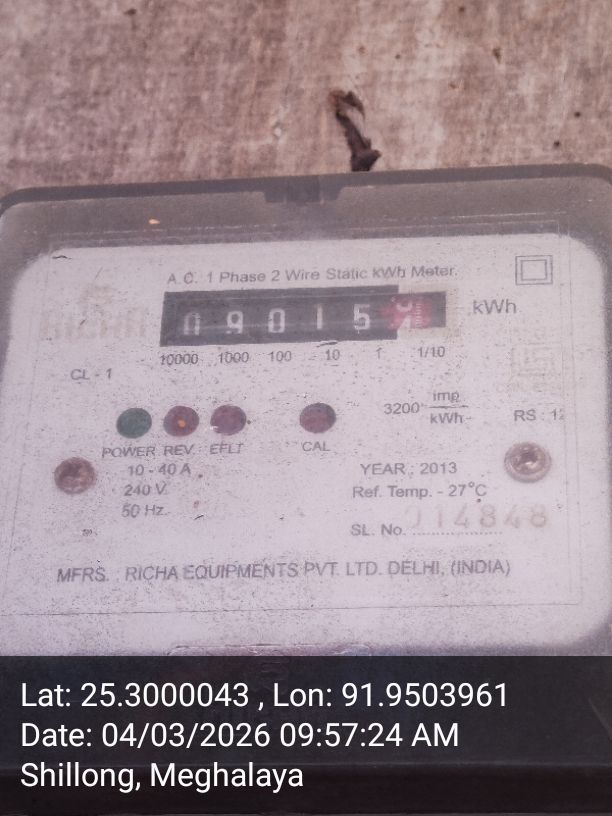 A.C. 1 Phase 2 Wire Static kWh Meter.
0 9 0 1 5 kWh
10000 1000 100 10 1 1/10
CL - 1
3200 imp/kWh
RS : 12
POWER REV. EFLT CAL
10 - 40 A
240 V
50 Hz.
YEAR : 2013
Ref. Temp. - 27°C
SL. No. 014848
MFRS. RICHA EQUIPMENTS PVT. LTD. DELHI. (INDIA)
Lat: 25.3000043 , Lon: 91.9503961
Date: 04/03/2026 09:57:24 AM
Shillong, Meghalaya